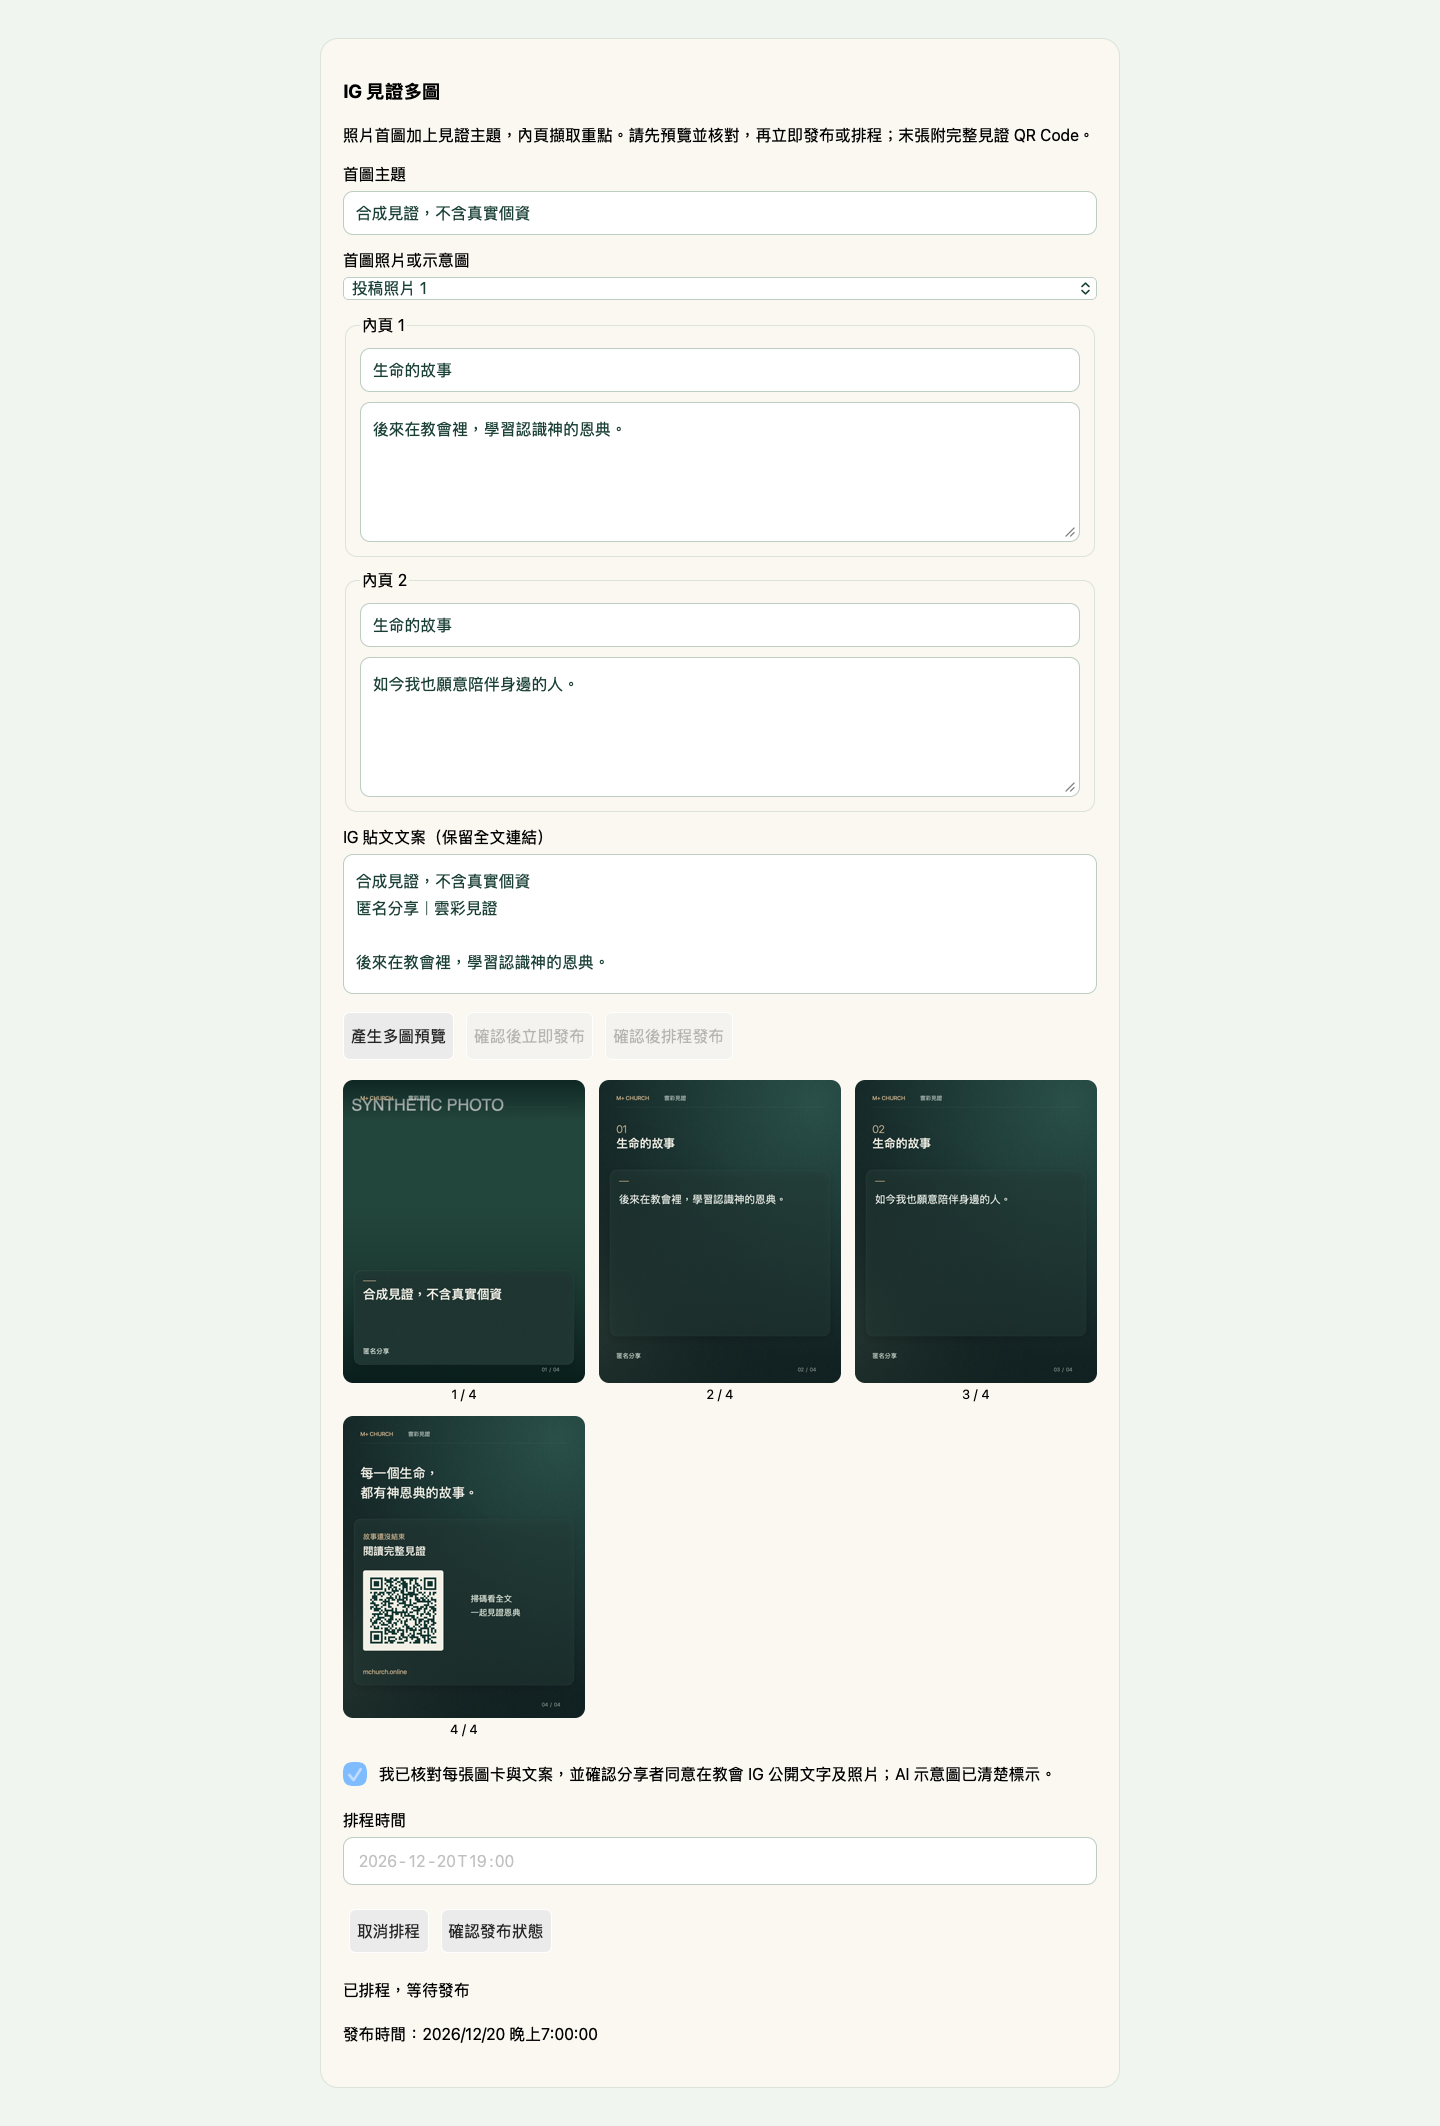 IG 見證多圖
照片首圖加上見證主題，內頁擷取重點。請先預覽並核對，再立即發布或排程；末張附完整見證 QR Code。
首圖主題
合成見證，不含真實個資
首圖照片或示意圖
投稿照片 1
內頁 1
生命的故事
後來在教會裡，學習認識神的恩典。
內頁 2
生命的故事
如今我也願意陪伴身邊的人。
IG 貼文文案（保留全文連結）
合成見證，不含真實個資
匿名分享｜雲彩見證
後來在教會裡，學習認識神的恩典。
產生多圖預覽 確認後立即發布 確認後排程發布
M+ CHURCH 雲彩見證
SYNTHETIC PHOTO
合成見證，不含真實個資
匿名分享
01 / 04
1 / 4
M+ CHURCH 雲彩見證
01
生命的故事
後來在教會裡，學習認識神的恩典。
匿名分享
02 / 04
2 / 4
M+ CHURCH 雲彩見證
02
生命的故事
如今我也願意陪伴身邊的人。
匿名分享
03 / 04
3 / 4
M+ CHURCH 雲彩見證
每一個生命，
都有神恩典的故事。
故事還沒結束
閱讀完整見證
掃碼看全文
一起見證恩典
mchurch.online
04 / 04
4 / 4
我已核對每張圖卡與文案，並確認分享者同意在教會 IG 公開文字及照片；AI 示意圖已清楚標示。
排程時間
2026-12-20T19:00
取消排程 確認發布狀態
已排程，等待發布
發布時間：2026/12/20 晚上7:00:00